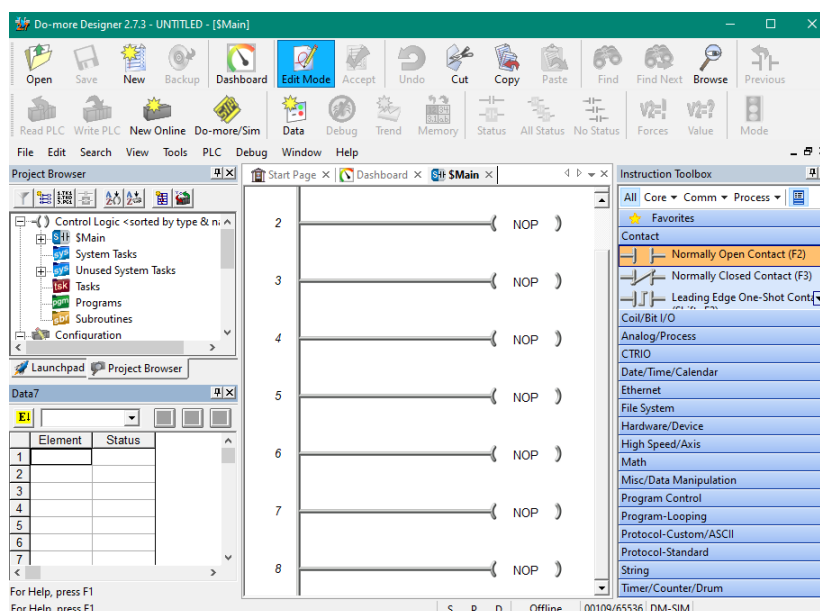 Do-more Designer 2.7.3 - UNTITLED - [$Main]
Open Save New Backup Dashboard Edit Mode Accept Undo Cut Copy Paste Find Find Next Browse Previous
Read PLC Write PLC New Online Do-more/Sim Data Debug Trend Memory Status All Status No Status Forces Value Mode
File Edit Search View Tools PLC Debug Window Help
Project Browser
Control Logic <sorted by type & n
$Main
System Tasks
Unused System Tasks
Tasks
Programs
Subroutines
Configuration
Launchpad Project Browser
Data7
Element Status
1
2
3
4
5
6
7
For Help, press F1
For Help, press F1
Start Page Dashboard $Main
2 NOP
3 NOP
4 NOP
5 NOP
6 NOP
7 NOP
8 NOP
Instruction Toolbox
All Core Comm Process
Favorites
Contact
Normally Open Contact (F2)
Normally Closed Contact (F3)
Leading Edge One-Shot Conta
Coil/Bit I/O
Analog/Process
CTRIO
Date/Time/Calendar
Ethernet
File System
Hardware/Device
High Speed/Axis
Math
Misc/Data Manipulation
Program Control
Program-Looping
Protocol-Custom/ASCII
Protocol-Standard
String
Timer/Counter/Drum
Offline 00109/65536 DM-SIM